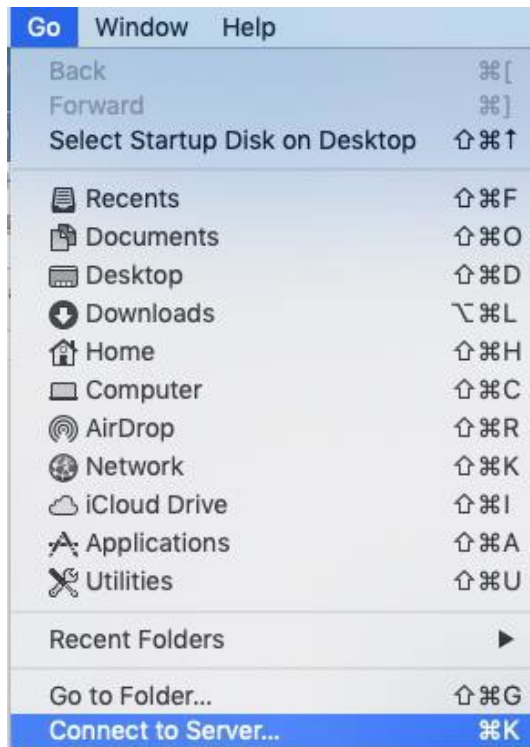 Go Window Help
Back ⌘[
Forward ⌘]
Select Startup Disk on Desktop ⇧⌘↑
Recents ⇧⌘F
Documents ⇧⌘O
Desktop ⇧⌘D
Downloads ⌥⌘L
Home ⇧⌘H
Computer ⇧⌘C
AirDrop ⇧⌘R
Network ⇧⌘K
iCloud Drive ⇧⌘I
Applications ⇧⌘A
Utilities ⇧⌘U
Recent Folders
Go to Folder... ⇧⌘G
Connect to Server... ⌘K